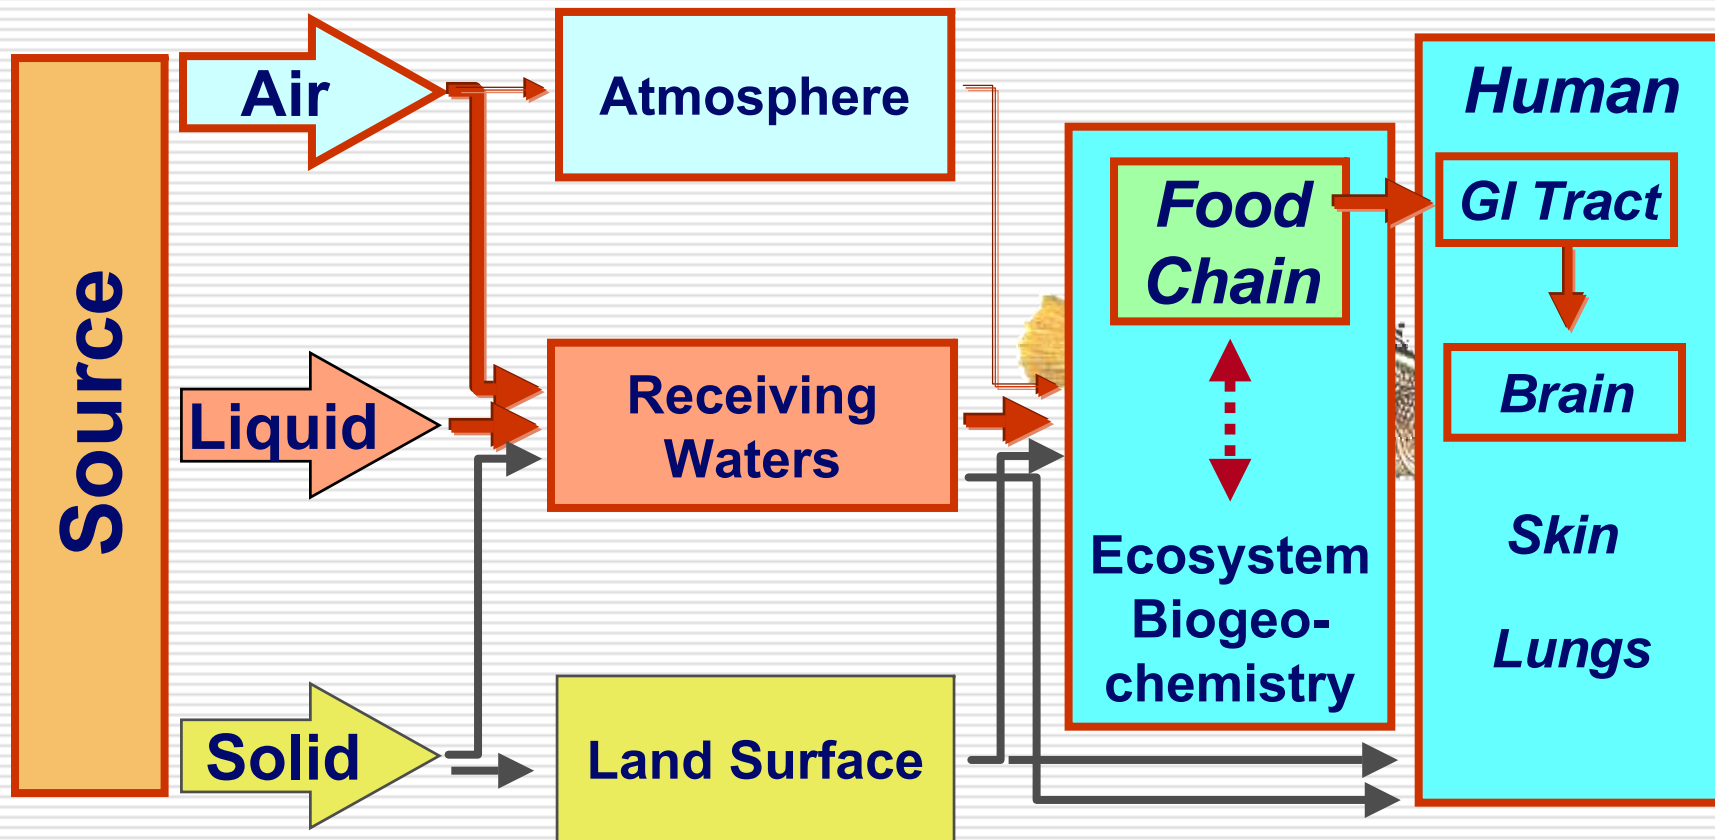 Source
Air
Liquid
Solid
Atmosphere
Receiving
Waters
Land Surface
Food
Chain
Ecosystem
Biogeo-
chemistry
Human
GI Tract
Brain
Skin
Lungs